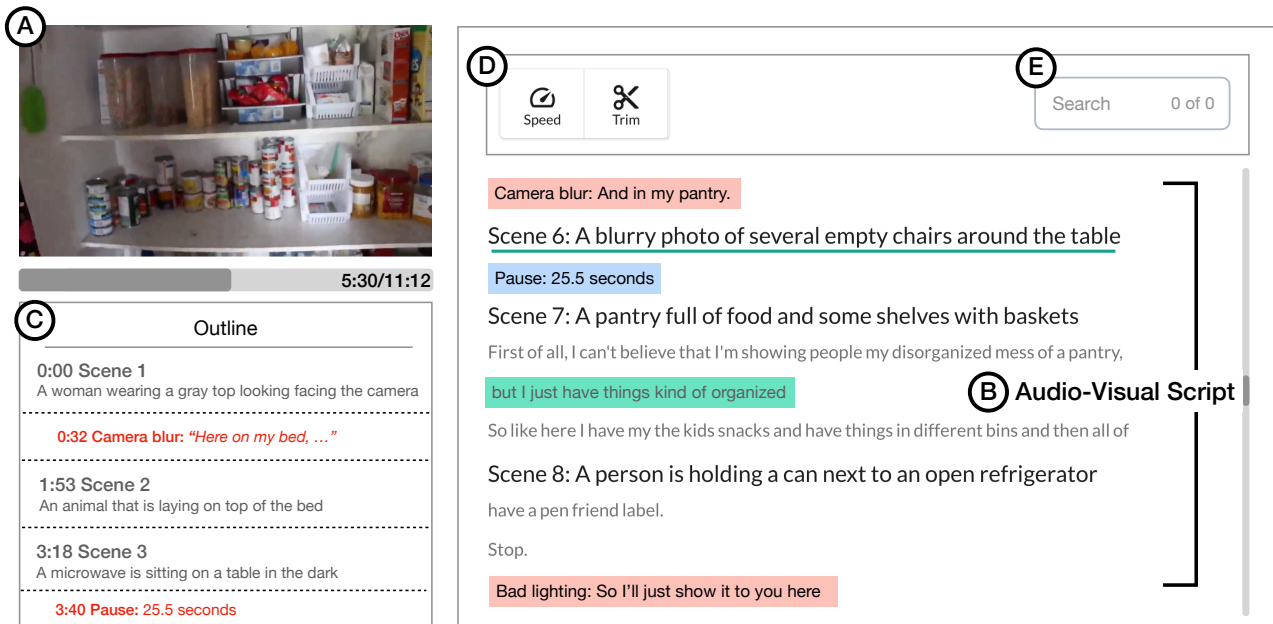 A
5:30/11:12
C
Outline
0:00 Scene 1
A woman wearing a gray top looking facing the camera
0:32 Camera blur: “Here on my bed, …”
1:53 Scene 2
An animal that is laying on top of the bed
3:18 Scene 3
A microwave is sitting on a table in the dark
3:40 Pause: 25.5 seconds
D
Speed
Trim
E
Search 0 of 0
Camera blur: And in my pantry.
Scene 6: A blurry photo of several empty chairs around the table
Pause: 25.5 seconds
Scene 7: A pantry full of food and some shelves with baskets
First of all, I can't believe that I'm showing people my disorganized mess of a pantry,
but I just have things kind of organized
B Audio-Visual Script
So like here I have my the kids snacks and have things in different bins and then all of
Scene 8: A person is holding a can next to an open refrigerator
have a pen friend label.
Stop.
Bad lighting: So I’ll just show it to you here